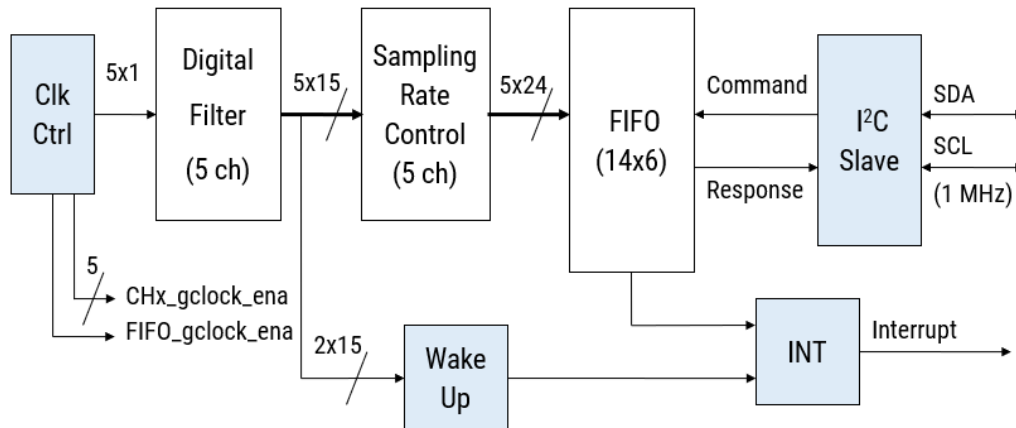 Clk
Ctrl
5x1
Digital
Filter
(5 ch)
5x15
Sampling
Rate
Control
(5 ch)
5x24
FIFO
(14x6)
Command
Response
I²C
Slave
SDA
SCL
(1 MHz)
5
CHx_gclock_ena
FIFO_gclock_ena
2x15
Wake
Up
INT
Interrupt